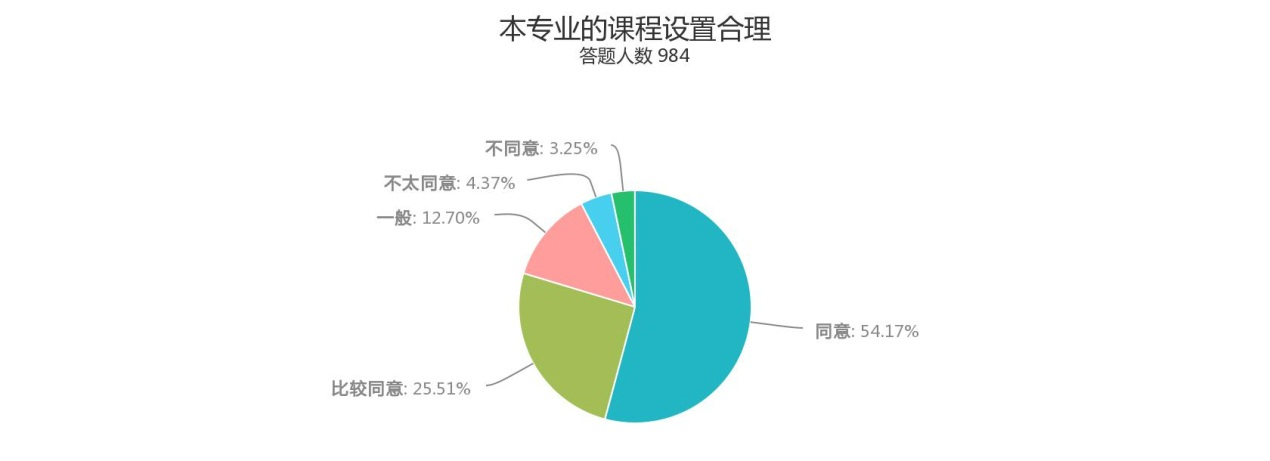 本专业的课程设置合理
答题人数 984
不同意: 3.25%
不太同意: 4.37%
一般: 12.70%
同意: 54.17%
比较同意: 25.51%